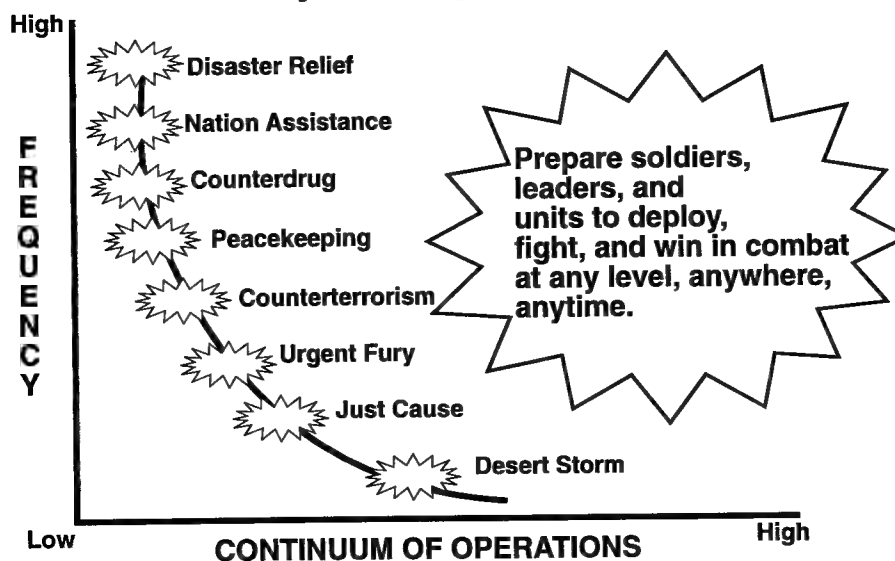 High
Disaster Relief
Nation Assistance
Counterdrug
Peacekeeping
Counterterrorism
Urgent Fury
Just Cause
Desert Storm
FREQUENCY
Prepare soldiers,
leaders, and
units to deploy,
fight, and win in combat
at any level, anywhere,
anytime.
Low
CONTINUUM OF OPERATIONS
High